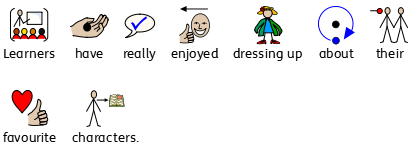 Learners have really enjoyed dressing up about their
favourite characters.